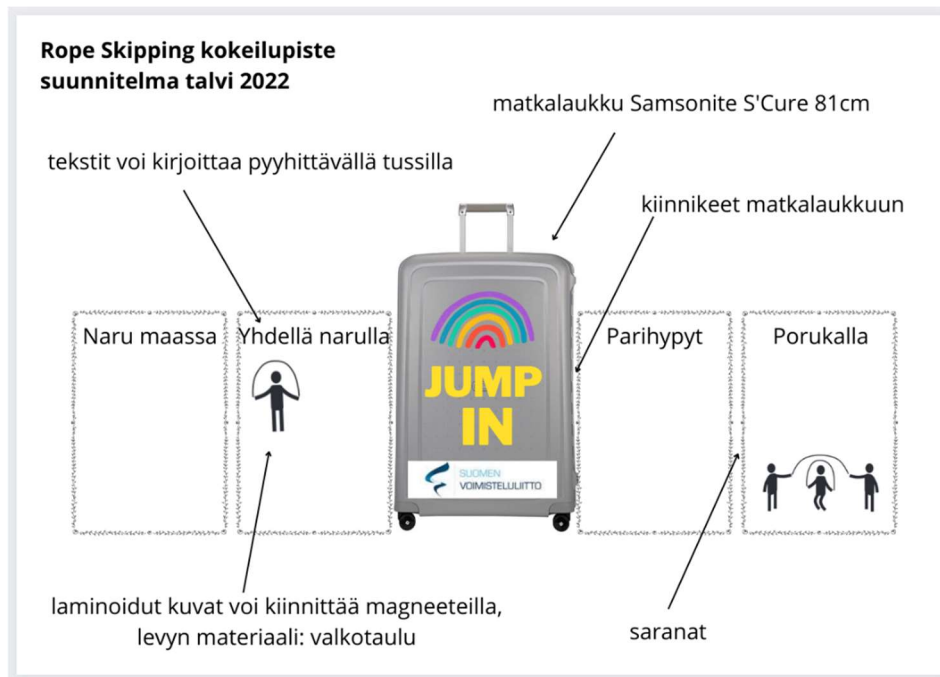 Rope Skipping kokeilupiste
suunnitelma talvi 2022
matkalaukku Samsonite S'Cure 81cm
tekstit voi kirjoittaa pyyhittävällä tussilla
kiinnikeet matkalaukkuun
Naru maassa
Yhdellä narulla
Parihypyt
Porukalla
JUMP
IN
SUOMEN
VOIMISTELULIITTO
laminoidut kuvat voi kiinnittää magneeteilla,
levyn materiaali: valkotaulu
saranat